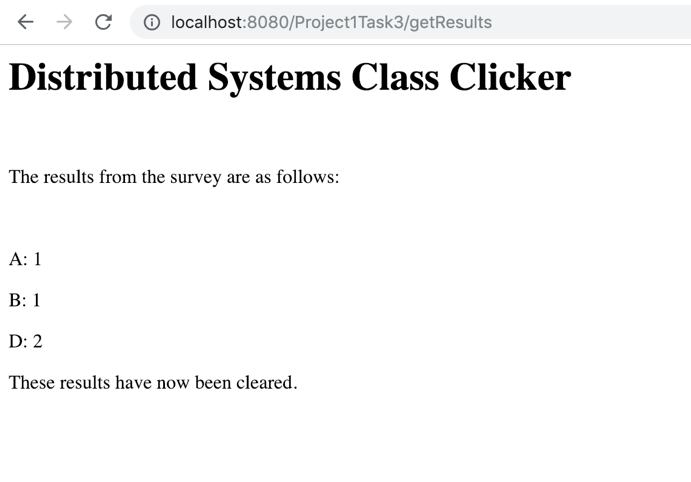 localhost:8080/Project1Task3/getResults
Distributed Systems Class Clicker
The results from the survey are as follows:
A: 1
B: 1
D: 2
These results have now been cleared.